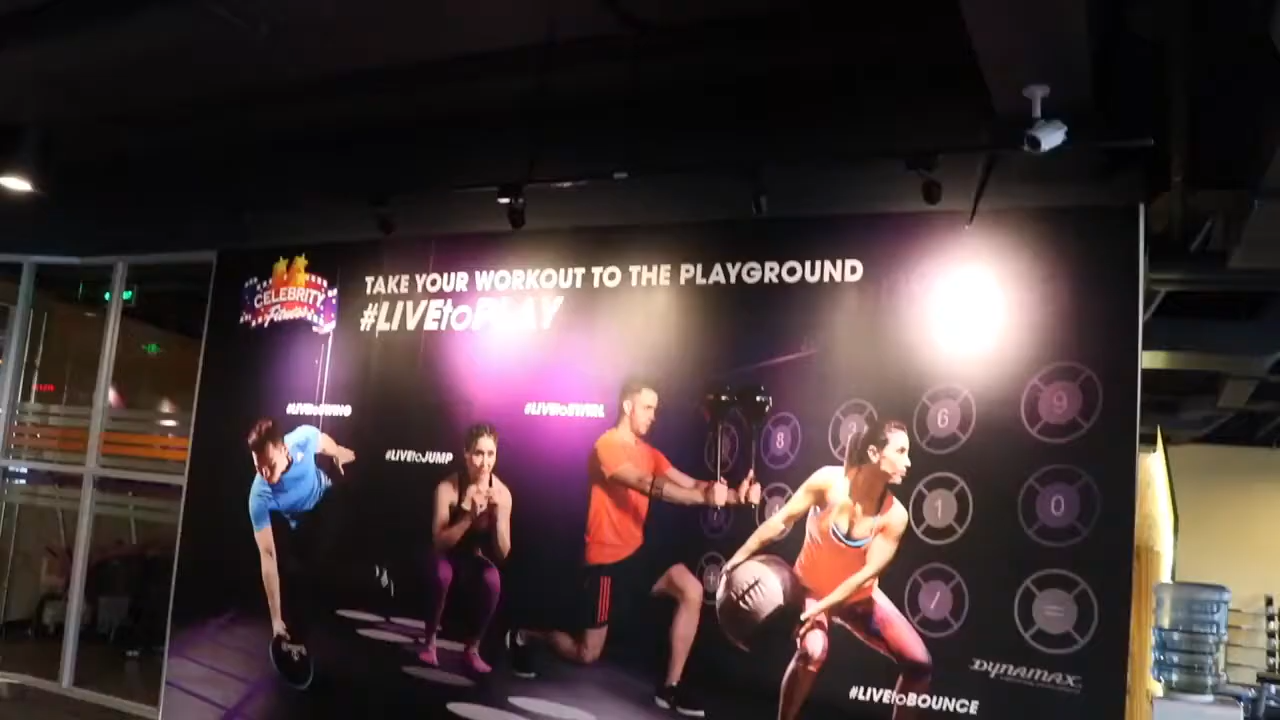 CELEBRITY
Fitness
TAKE YOUR WORKOUT TO THE PLAYGROUND
#LIVEtoPLAY
#LIVEtoSWING
#LIVEtoSWIRL
#LIVEtoJUMP
8
6
9
1
0
DYNAMAX
#LIVEtoBOUNCE